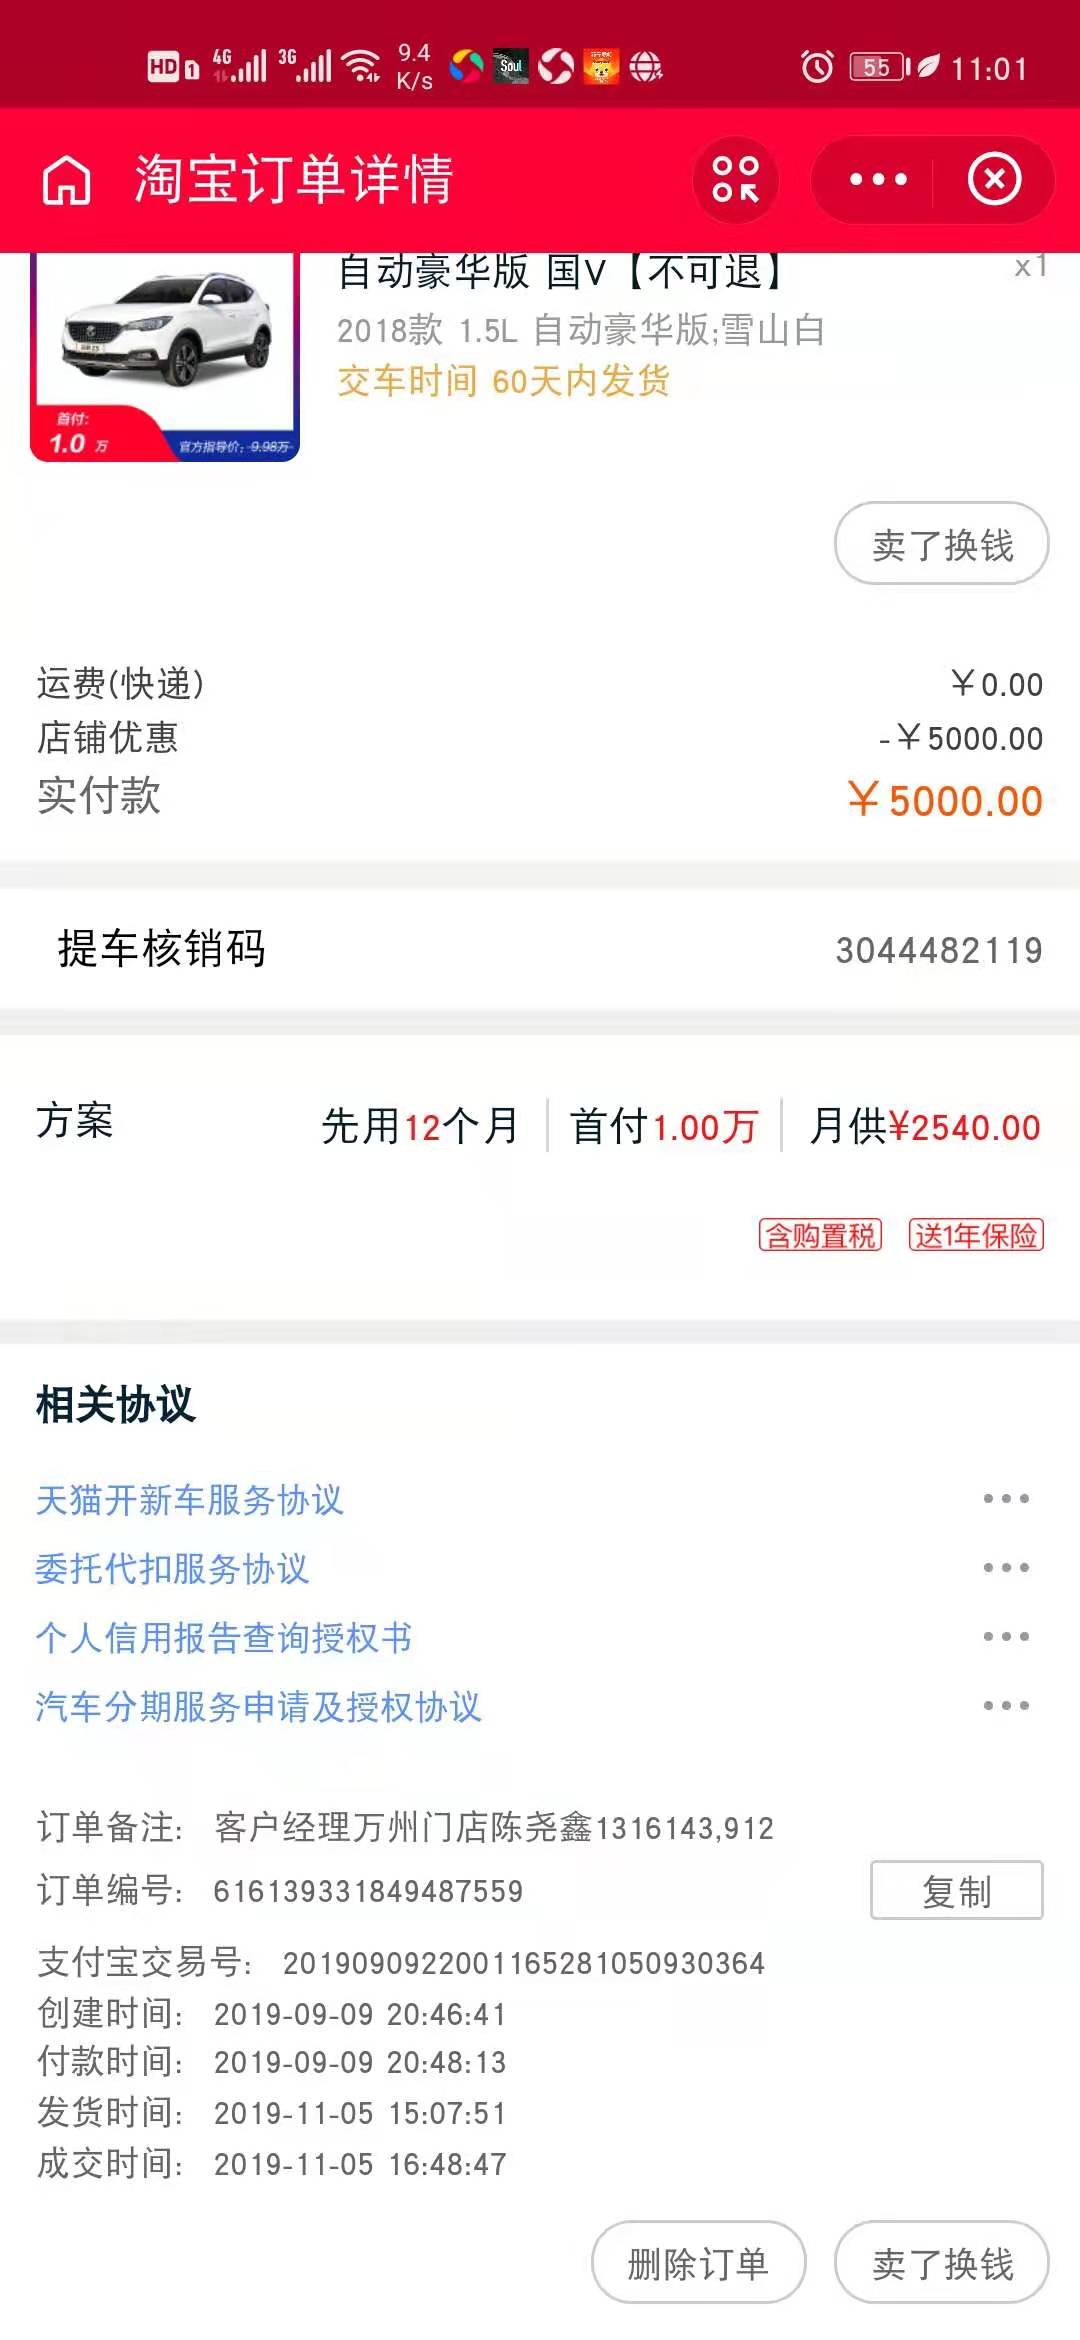 HD 1 4G 3G 9.4 K/s Soul 55 11:01
淘宝订单详情
自动豪华版 国V【不可退】 x1
2018款 1.5L 自动豪华版;雪山白
交车时间 60天内发货
首付:
1.0 万 官方指导价: 9.98万
卖了换钱
运费(快递) ￥0.00
店铺优惠 -￥5000.00
实付款 ￥5000.00
提车核销码 3044482119
方案 先用12个月 首付1.00万 月供¥2540.00
含购置税 送1年保险
相关协议
天猫开新车服务协议
委托代扣服务协议
个人信用报告查询授权书
汽车分期服务申请及授权协议
订单备注: 客户经理万州门店陈尧鑫1316143,912
订单编号: 616139331849487559 复制
支付宝交易号: 2019090922001165281050930364
创建时间: 2019-09-09 20:46:41
付款时间: 2019-09-09 20:48:13
发货时间: 2019-11-05 15:07:51
成交时间: 2019-11-05 16:48:47
删除订单 卖了换钱